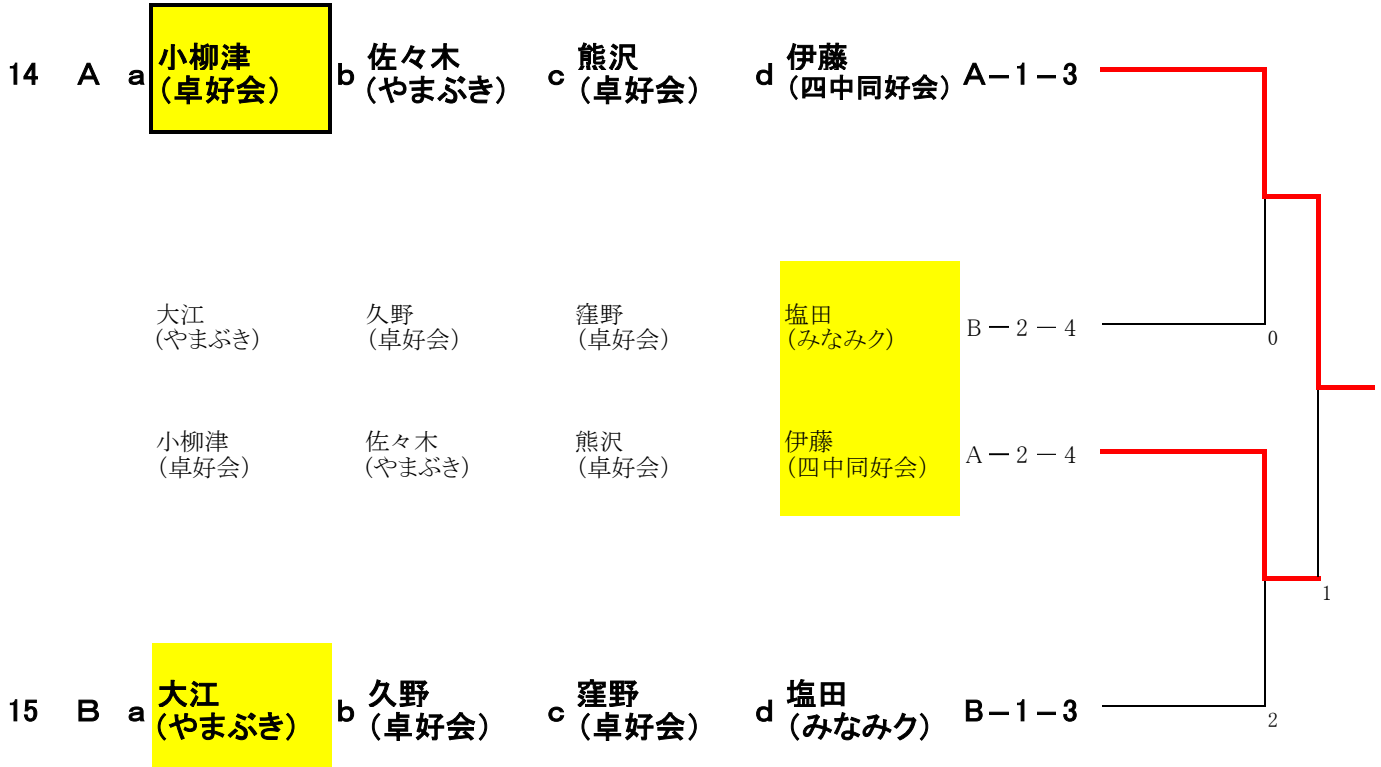 14 A a 小柳津 b 佐々木 c 熊沢 d 伊藤 A-1-3
(卓好会) (やまぶき) (卓好会) (四中同好会)
大江 久野 窪野 塩田 B-2-4
(やまぶき) (卓好会) (卓好会) (みなみク)
0
小柳津 佐々木 熊沢 伊藤 A-2-4
(卓好会) (やまぶき) (卓好会) (四中同好会)
1
15 B a 大江 b 久野 c 窪野 d 塩田 B-1-3
(やまぶき) (卓好会) (卓好会) (みなみク)
2